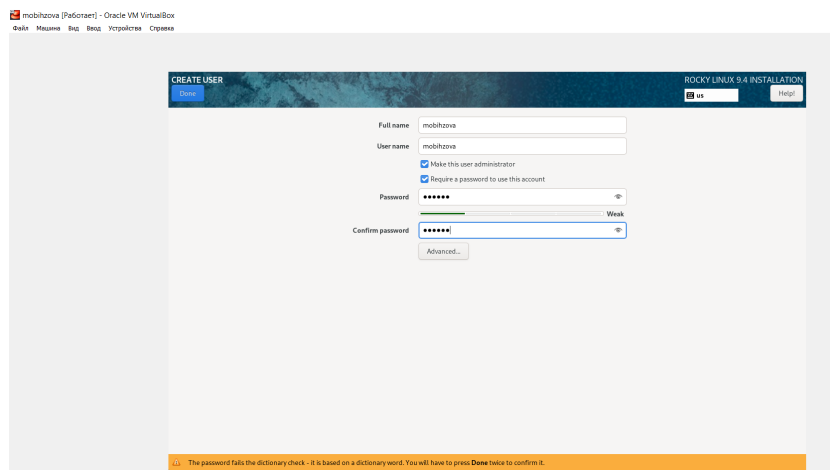 mobihzova [Работает] - Oracle VM VirtualBox
Файл Машина Вид Ввод Устройства Справка
CREATE USER
ROCKY LINUX 9.4 INSTALLATION
Done
us
Help!
Full name
mobihzova
User name
mobihzova
Make this user administrator
Require a password to use this account
Password
••••••
Weak
Confirm password
••••••
Advanced...
The password fails the dictionary check - it is based on a dictionary word. You will have to press Done twice to confirm it.